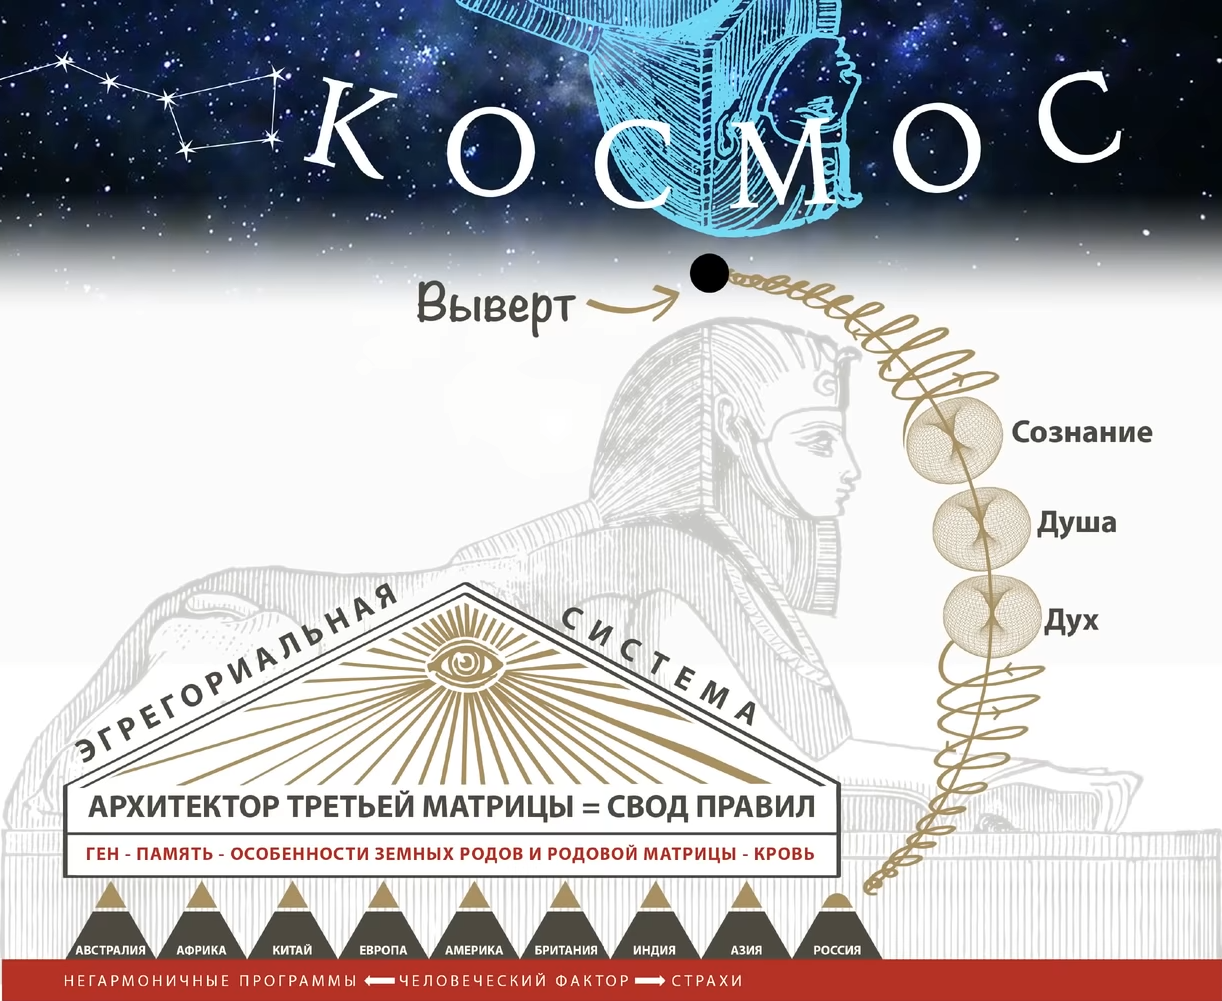 КОСМОС
Выверт
Сознание
Душа
Дух
ЭГРЕГОРИАЛЬНАЯ СИСТЕМА
АРХИТЕКТОР ТРЕТЬЕЙ МАТРИЦЫ = СВОД ПРАВИЛ
ГЕН - ПАМЯТЬ - ОСОБЕННОСТИ ЗЕМНЫХ РОДОВ И РОДОВОЙ МАТРИЦЫ - КРОВЬ
АВСТРАЛИЯ АФРИКА КИТАЙ ЕВРОПА АМЕРИКА БРИТАНИЯ ИНДИЯ АЗИЯ РОССИЯ
НЕГАРМОНИЧНЫЕ ПРОГРАММЫ ЧЕЛОВЕЧЕСКИЙ ФАКТОР СТРАХИ